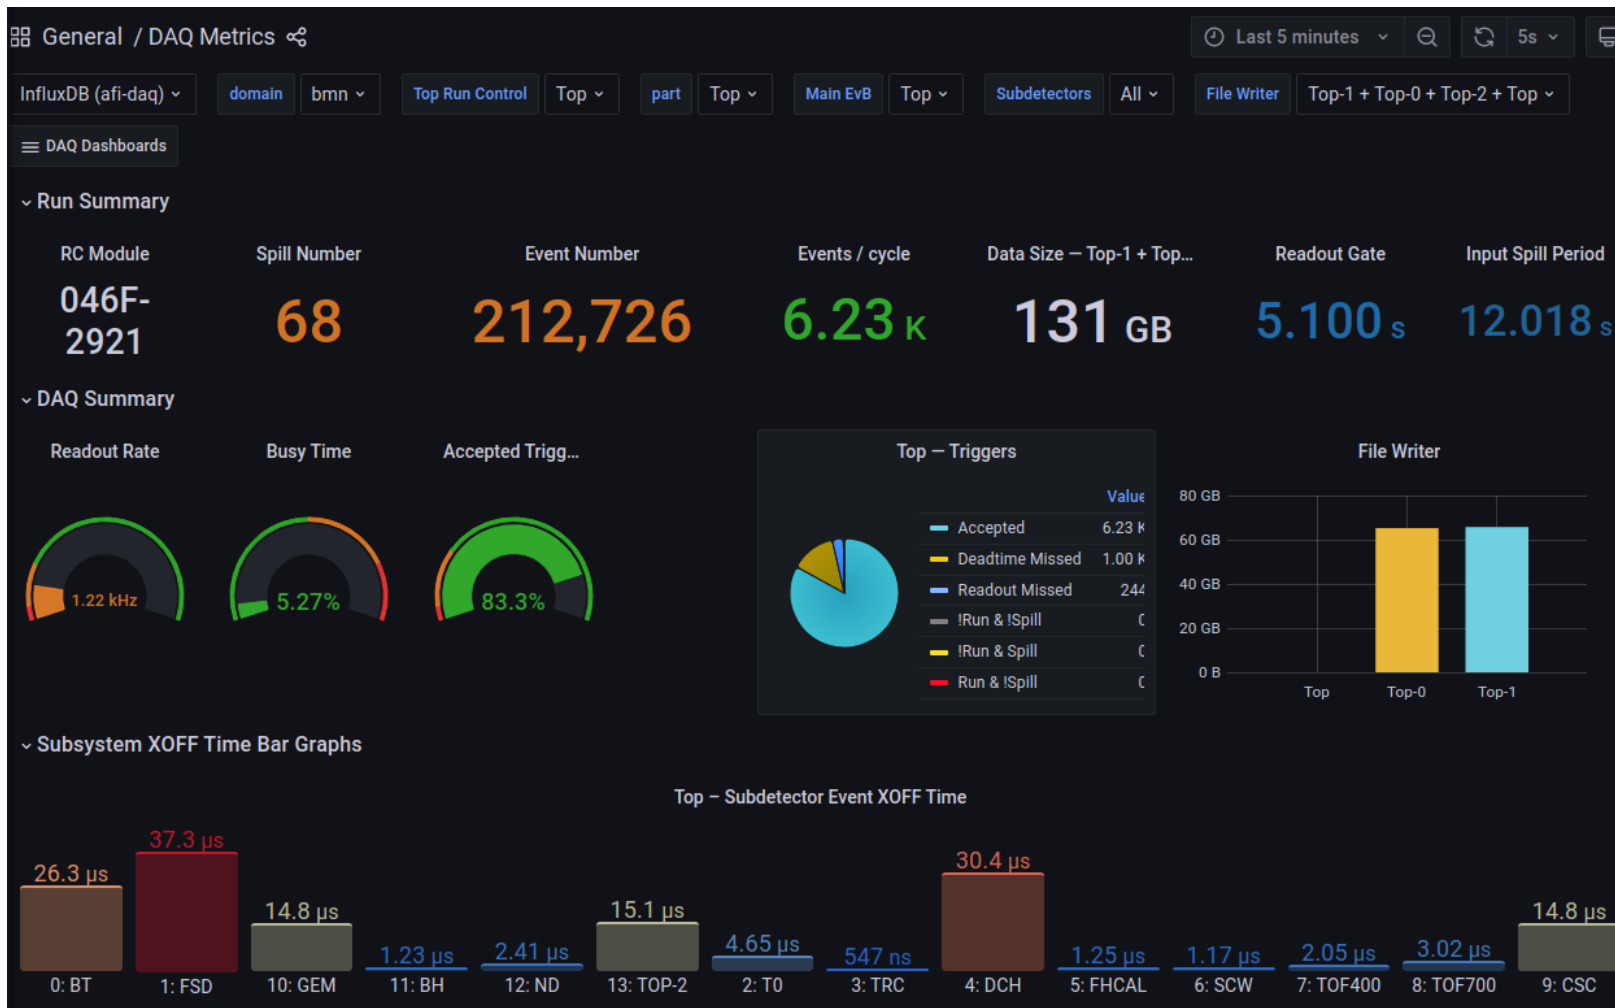 General / DAQ Metrics
Last 5 minutes
5s
InfluxDB (afi-daq)
domain
bmn
Top Run Control
Top
part
Top
Main EvB
Top
Subdetectors
All
File Writer
Top-1 + Top-0 + Top-2 + Top
DAQ Dashboards
Run Summary
RC Module
Spill Number
Event Number
Events / cycle
Data Size — Top-1 + Top...
Readout Gate
Input Spill Period
046F-
2921
68
212,726
6.23 K
131 GB
5.100 s
12.018 s
DAQ Summary
Readout Rate
Busy Time
Accepted Trigg...
1.22 kHz
5.27%
83.3%
Top — Triggers
Value
Accepted 6.23 K
Deadtime Missed 1.00 K
Readout Missed 244
!Run & !Spill 0
!Run & Spill 0
Run & !Spill 0
File Writer
80 GB
60 GB
40 GB
20 GB
0 B
Top
Top-0
Top-1
Subsystem XOFF Time Bar Graphs
Top – Subdetector Event XOFF Time
26.3 µs
37.3 µs
14.8 µs
1.23 µs
2.41 µs
15.1 µs
4.65 µs
547 ns
30.4 µs
1.25 µs
1.17 µs
2.05 µs
3.02 µs
14.8 µs
0: BT
1: FSD
10: GEM
11: BH
12: ND
13: TOP-2
2: T0
3: TRC
4: DCH
5: FHCAL
6: SCW
7: TOF400
8: TOF700
9: CSC